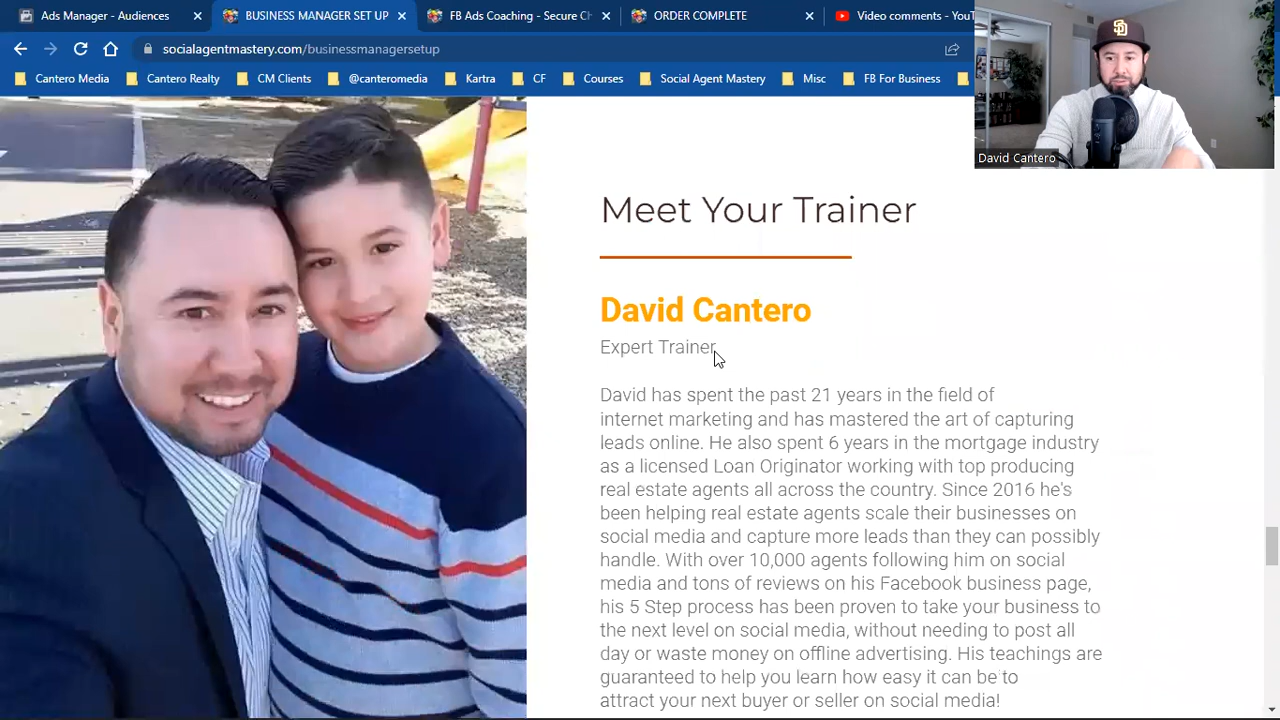 Ads Manager - Audiences
BUSINESS MANAGER SET UP
FB Ads Coaching - Secure C
ORDER COMPLETE
Video comments - YouT
socialagentmastery.com/businessmanagersetup
Cantero Media
Cantero Realty
CM Clients
@canteromedia
Kartra
CF
Courses
Social Agent Mastery
Misc
FB For Business
SD
David Cantero
Meet Your Trainer
David Cantero
Expert Trainer
David has spent the past 21 years in the field of
internet marketing and has mastered the art of capturing
leads online. He also spent 6 years in the mortgage industry
as a licensed Loan Originator working with top producing
real estate agents all across the country. Since 2016 he's
been helping real estate agents scale their businesses on
social media and capture more leads than they can possibly
handle. With over 10,000 agents following him on social
media and tons of reviews on his Facebook business page,
his 5 Step process has been proven to take your business to
the next level on social media, without needing to post all
day or waste money on offline advertising. His teachings are
guaranteed to help you learn how easy it can be to
attract your next buyer or seller on social media!